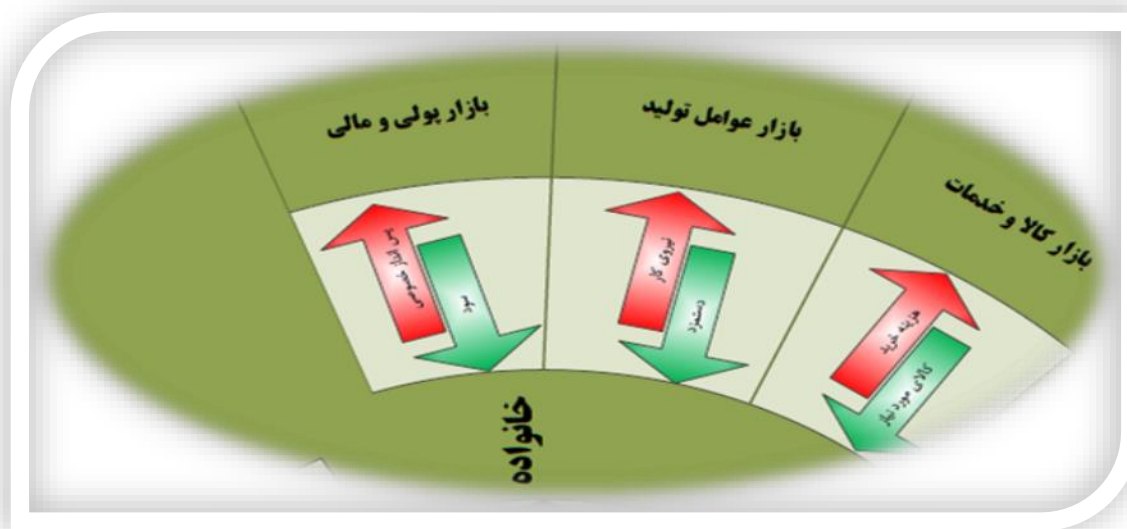 بازار کالا و خدمات
بازار عوامل تولید
بازار پولی و مالی
هزینه خرید
کالای مورد نیاز
نیروی کار
دستمزد
پس انداز خصوصی
سود
خانواده